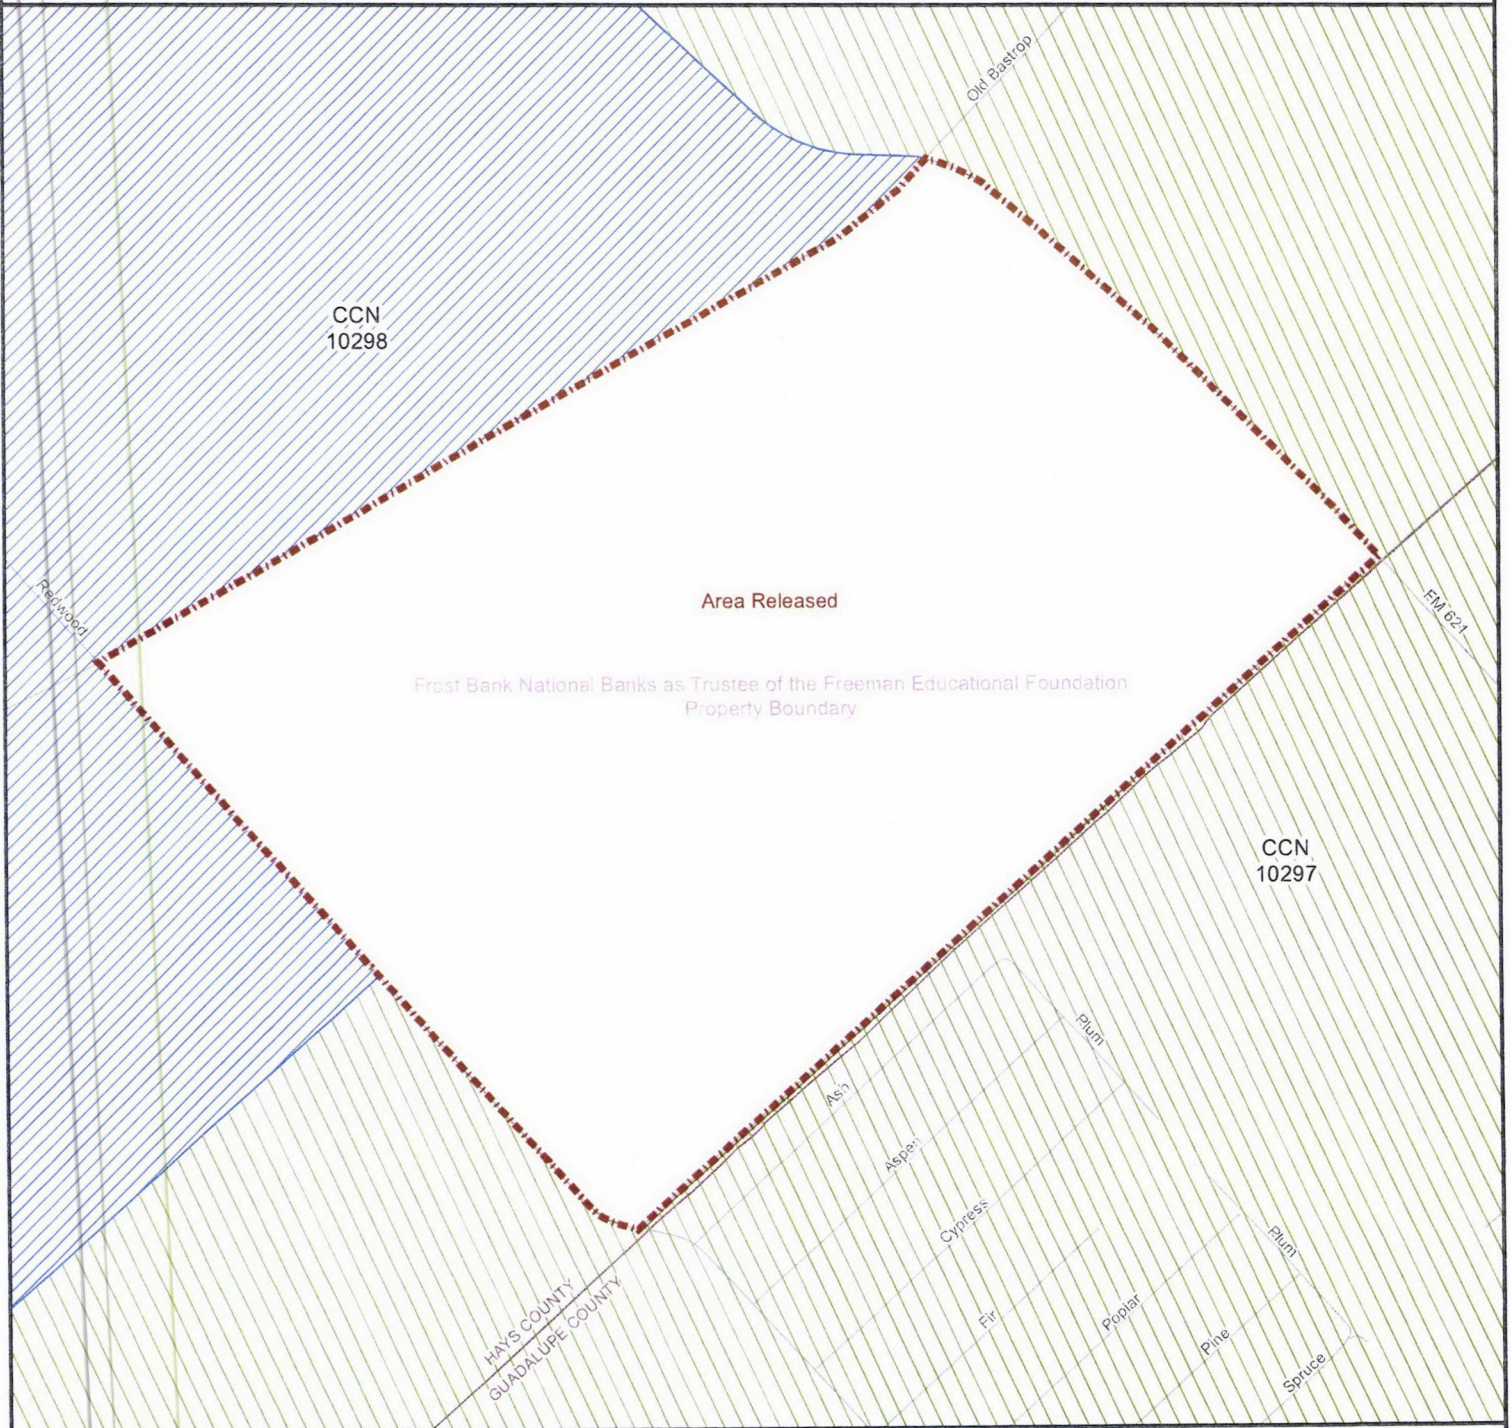 Old Bastrop
CCN
10298
Redwood
Area Released
FM 621
Frost Bank National Banks as Trustee of the Freeman Educational Foundation
Property Boundary
CCN
10297
Plum
Ash
Aspen
Cypress
Plum
HAYS COUNTY
GUADALUPE COUNTY
Fir
Poplar
Pine
Spruce